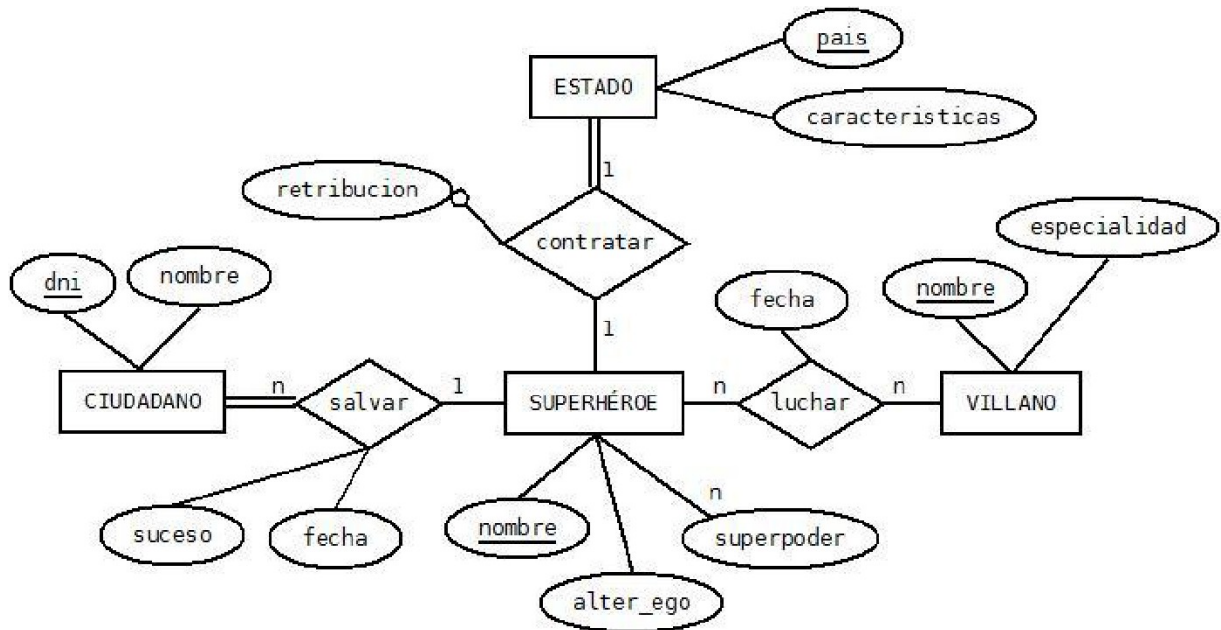 pais
ESTADO
caracteristicas
1
retribucion
contratar
especialidad
dni
nombre
fecha
nombre
1
CIUDADANO
n
salvar
1
SUPERHÉROE
n
luchar
n
VILLANO
suceso
fecha
nombre
n
superpoder
alter_ego